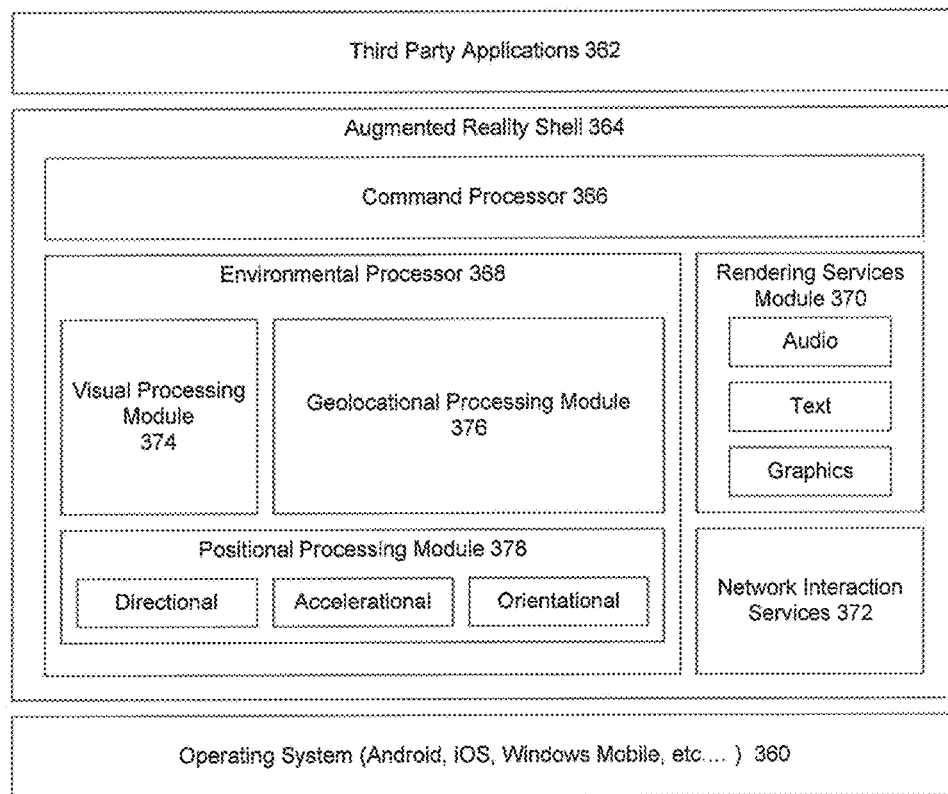 Third Party Applications 362
Augmented Reality Shell 364
Command Processor 366
Environmental Processor 368
Visual Processing
Module
374
Geolocational Processing Module
376
Positional Processing Module 378
Directional
Accelerational
Orientational
Rendering Services
Module 370
Audio
Text
Graphics
Network Interaction
Services 372
Operating System (Android, iOS, Windows Mobile, etc.... ) 360